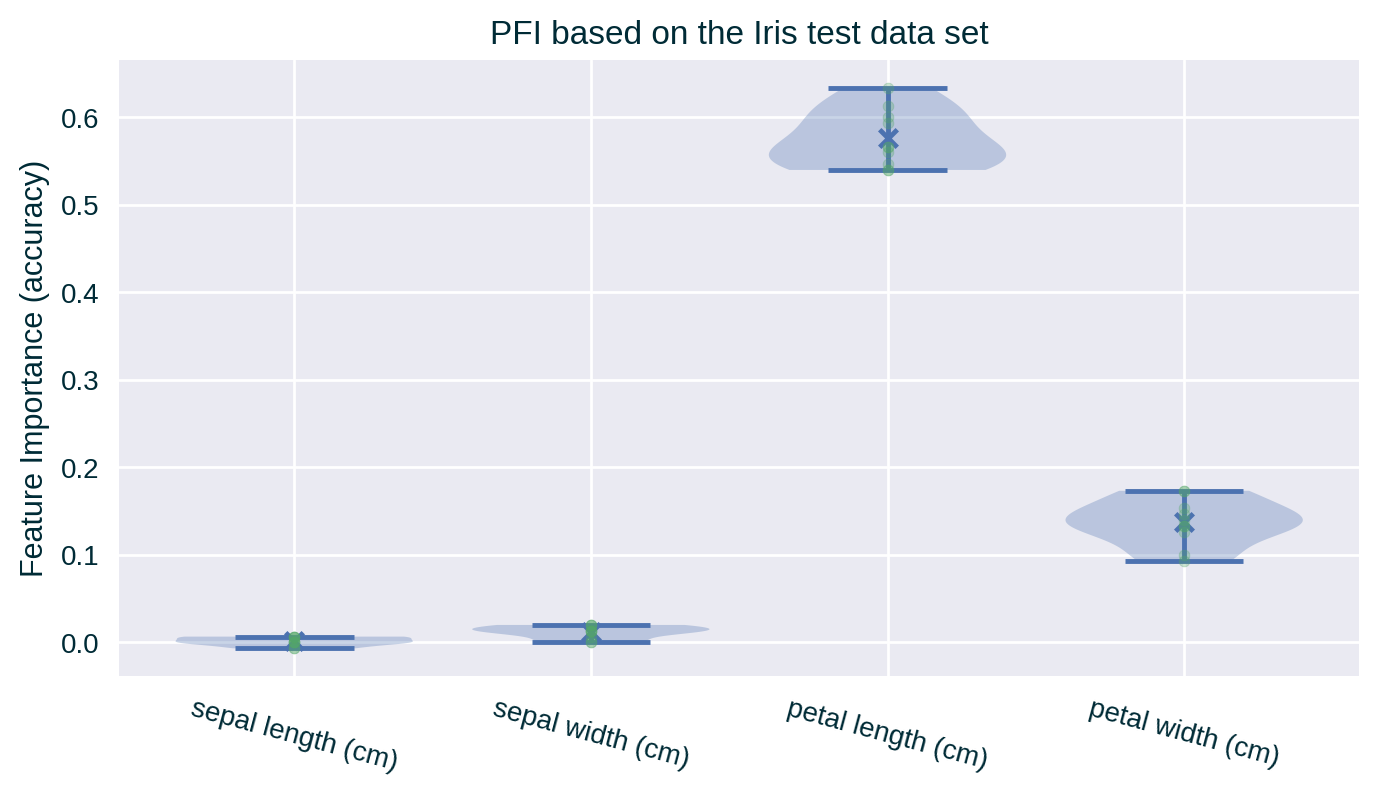 PFI based on the Iris test data set
Feature Importance (accuracy)
0.6
0.5
0.4
0.3
0.2
0.1
0.0
sepal length (cm)
sepal width (cm)
petal length (cm)
petal width (cm)